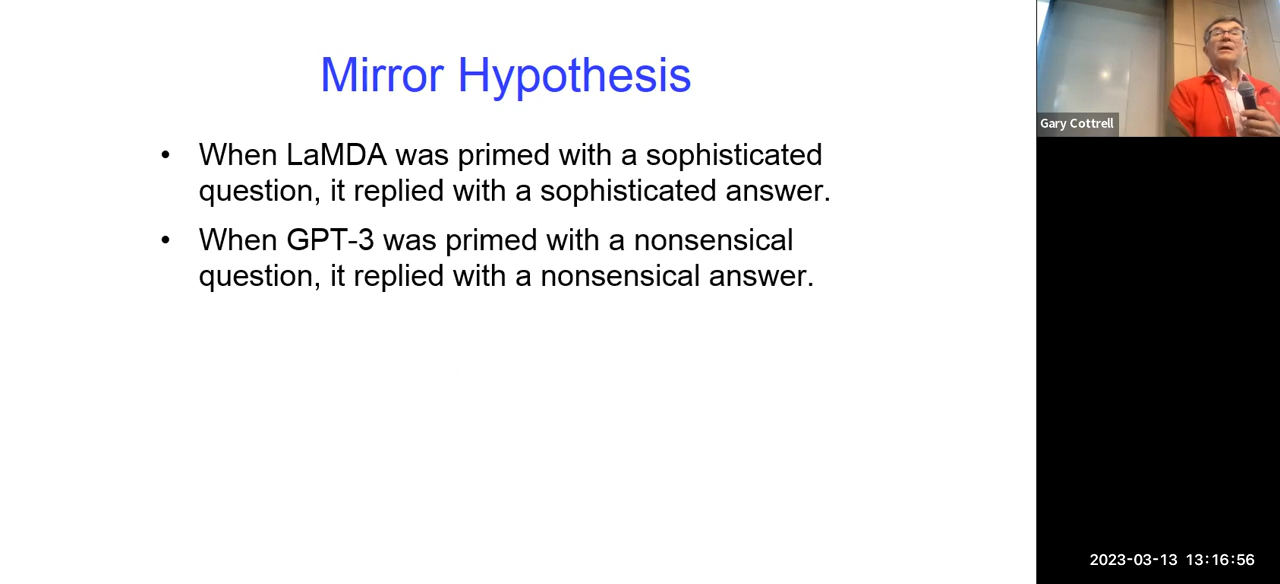 Mirror Hypothesis
• When LaMDA was primed with a sophisticated
question, it replied with a sophisticated answer.
• When GPT-3 was primed with a nonsensical
question, it replied with a nonsensical answer.
Gary Cottrell
2023-03-13 13:16:56